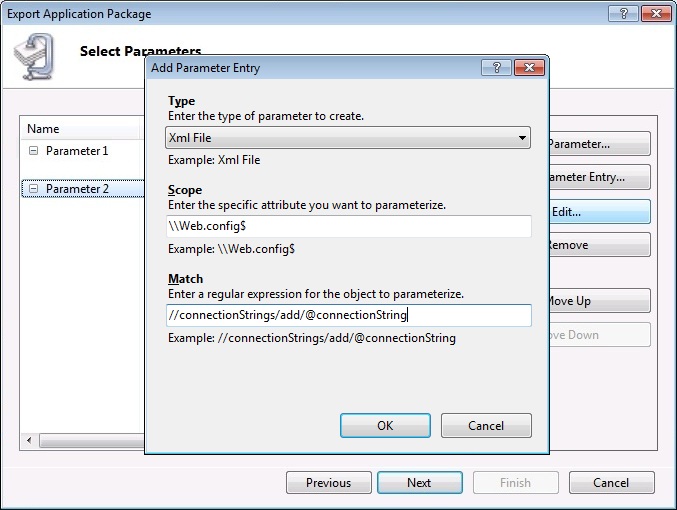 Export Application Package
Select Parameters
Name
Parameter 1
Parameter 2
Parameter...
Parameter Entry...
Edit...
Remove
Move Up
Move Down
Add Parameter Entry
Type
Enter the type of parameter to create.
Xml File
Example: Xml File
Scope
Enter the specific attribute you want to parameterize.
\\Web.config$
Example: \\Web.config$
Match
Enter a regular expression for the object to parameterize.
//connectionStrings/add/@connectionString
Example: //connectionStrings/add/@connectionString
OK
Cancel
Previous
Next
Finish
Cancel